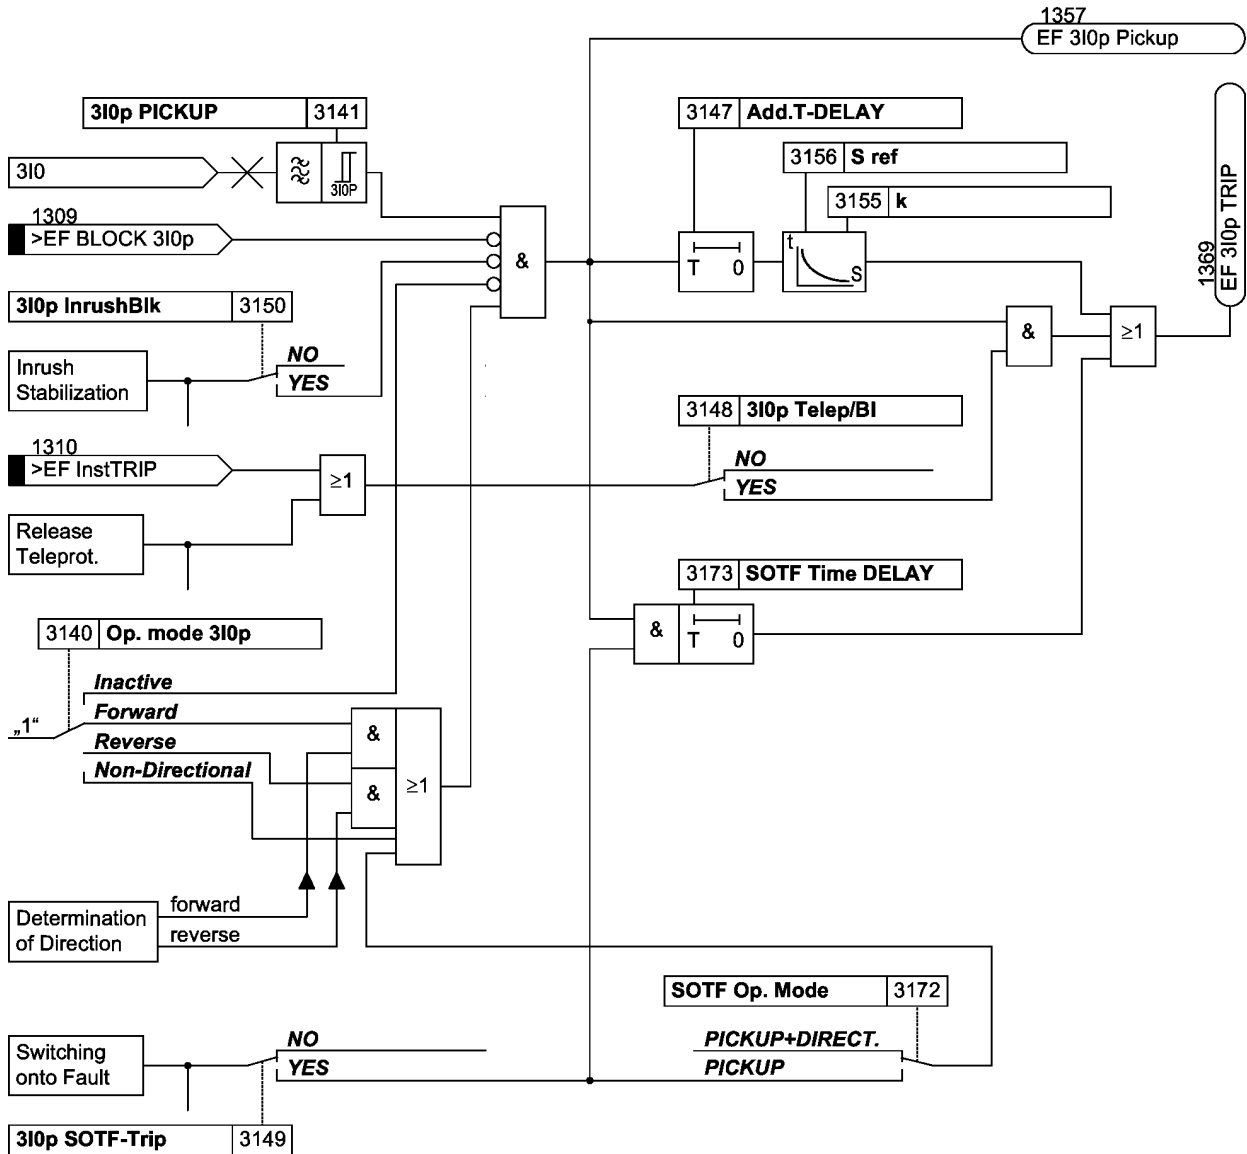 1357
EF 3I0p Pickup
3I0p PICKUP 3141
3147 Add.T-DELAY
3156 S ref
3I0
3I0P
3155 k
1369
EF 3I0p TRIP
1309
>EF BLOCK 3I0p
&
T 0
t
S
3I0p InrushBlk 3150
&
≥1
Inrush
Stabilization
NO
YES
3148 3I0p Telep/BI
1310
>EF InstTRIP
≥1
NO
YES
Release
Teleprot.
3173 SOTF Time DELAY
&
T 0
3140 Op. mode 3I0p
„1“
Inactive
Forward
Reverse
Non-Directional
&
&
≥1
Determination
of Direction
forward
reverse
SOTF Op. Mode 3172
Switching
onto Fault
NO
YES
PICKUP+DIRECT.
PICKUP
3I0p SOTF-Trip 3149